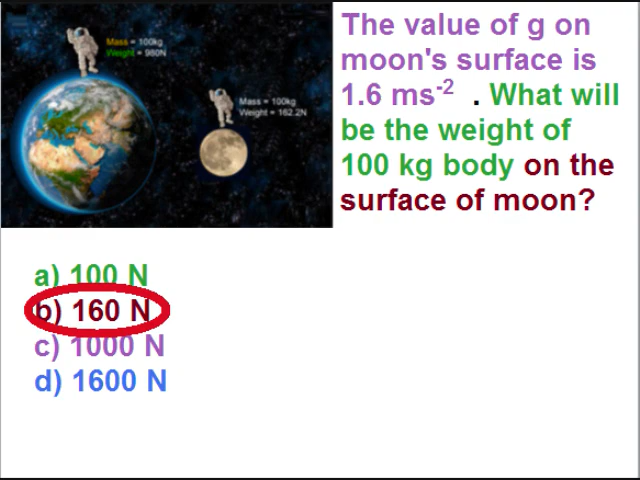 Mass = 100kg
Weight = 980N
Mass = 100kg
Weight = 162.2N
The value of g on
moon's surface is
1.6 ms⁻² . What will
be the weight of
100 kg body on the
surface of moon?
a) 100 N
b) 160 N
c) 1000 N
d) 1600 N